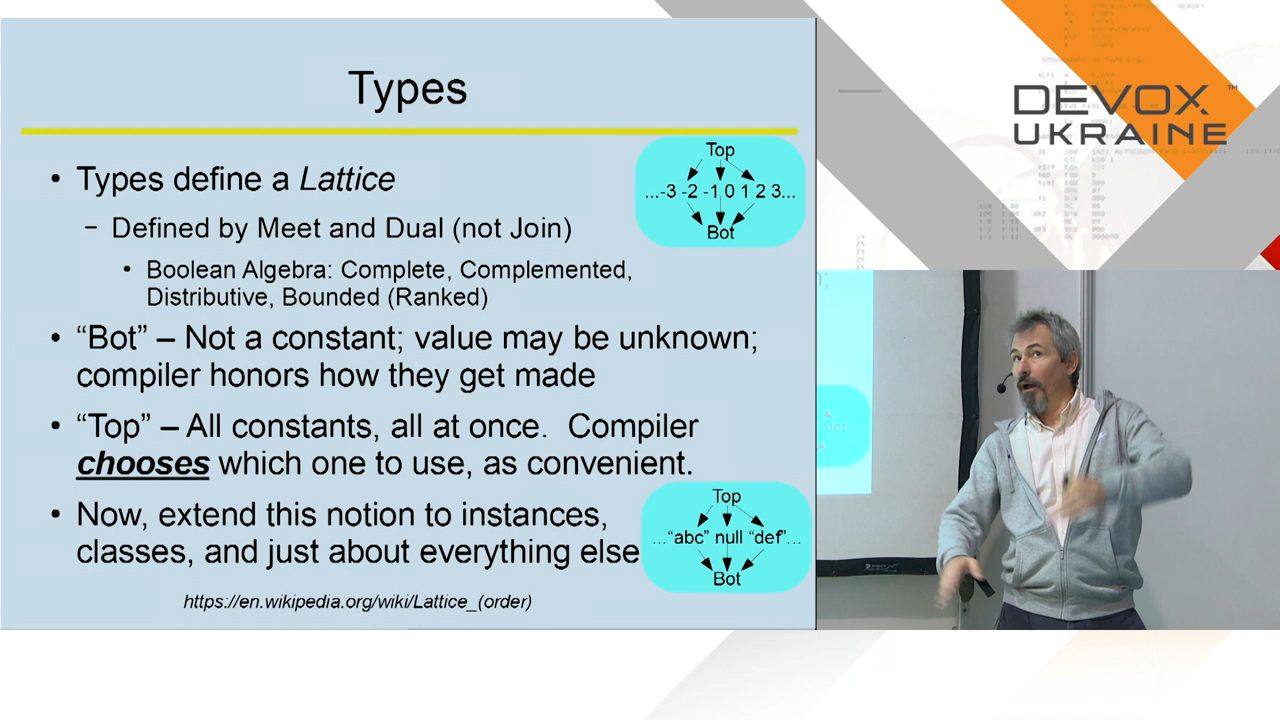 Types
• Types define a Lattice
– Defined by Meet and Dual (not Join)
• Boolean Algebra: Complete, Complemented,
Distributive, Bounded (Ranked)
• “Bot” – Not a constant; value may be unknown;
compiler honors how they get made
• “Top” – All constants, all at once.  Compiler
chooses which one to use, as convenient.
• Now, extend this notion to instances,
classes, and just about everything else
https://en.wikipedia.org/wiki/Lattice_(order)
Top
...-3 -2 -1 0 1 2 3...
Bot
Top
...“abc” null “def”...
Bot
DEVOX™
UKRAINE
def